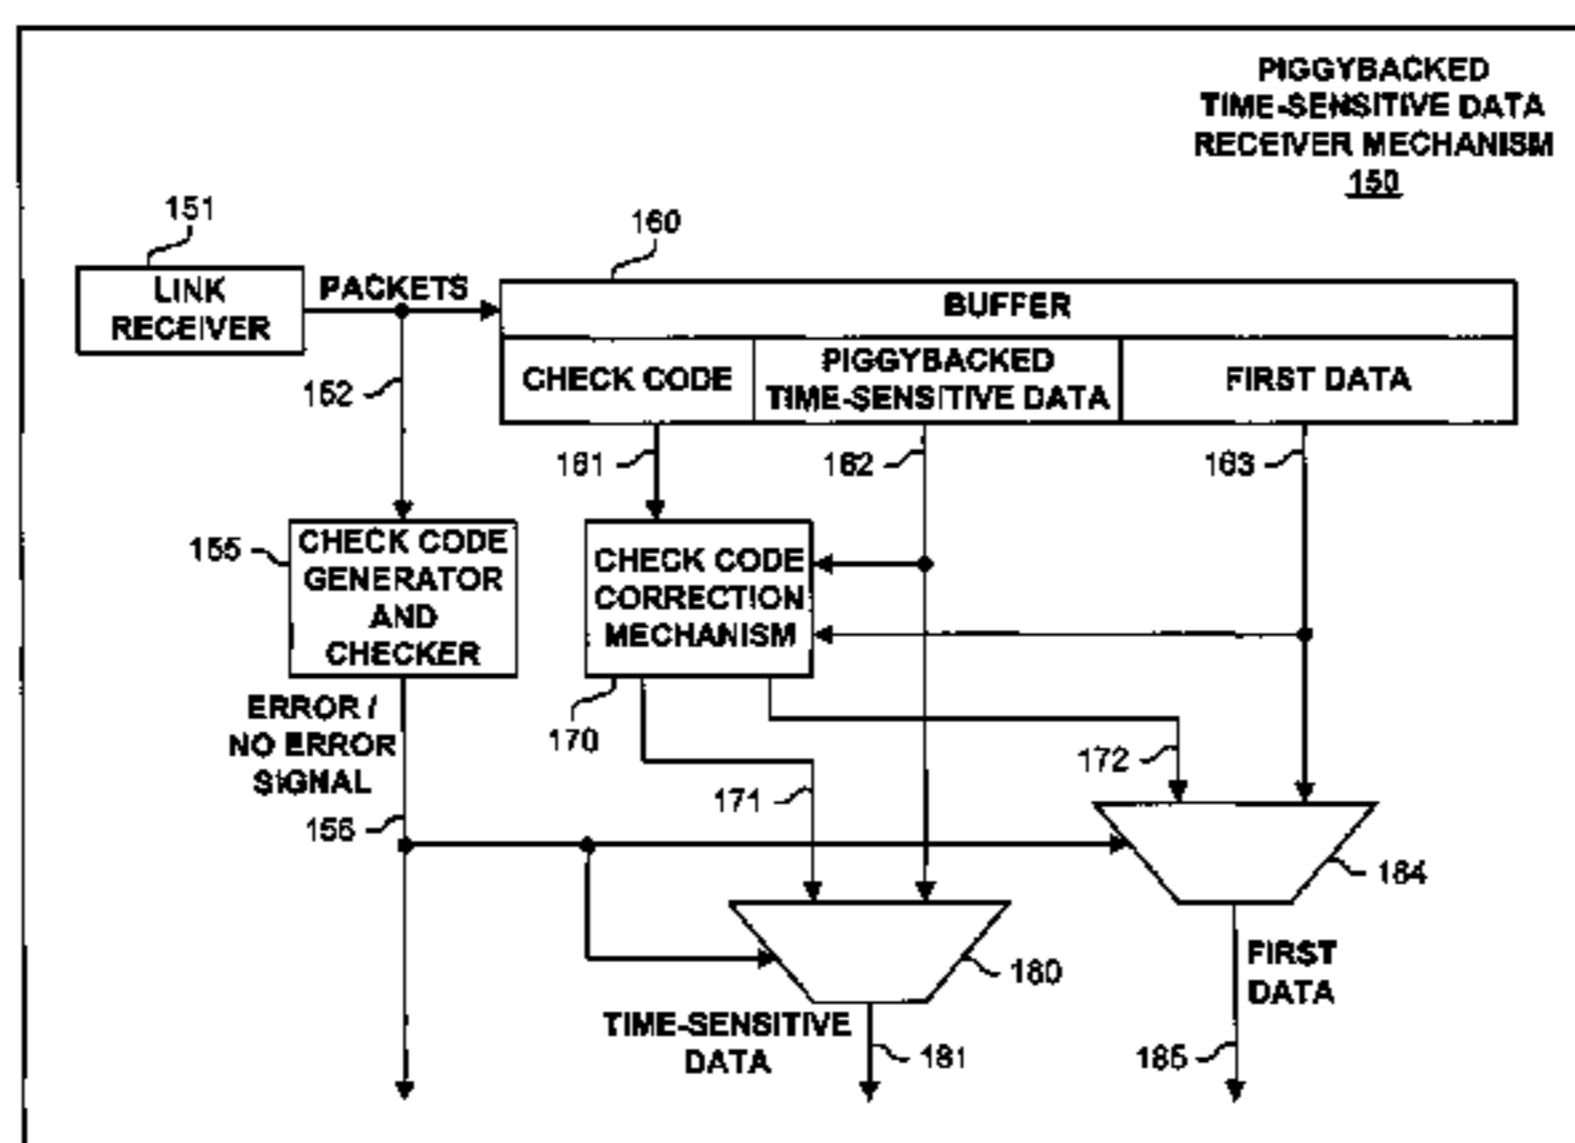 PIGGYBACKED
TIME-SENSITIVE DATA
RECEIVER MECHANISM
150
151
160
LINK
RECEIVER
PACKETS
BUFFER
CHECK CODE
PIGGYBACKED
TIME-SENSITIVE DATA
FIRST DATA
152
161
162
163
155
CHECK CODE
GENERATOR
AND
CHECKER
CHECK CODE
CORRECTION
MECHANISM
ERROR /
NO ERROR
SIGNAL
170
172
171
156
184
180
FIRST
DATA
TIME-SENSITIVE
DATA
181
185